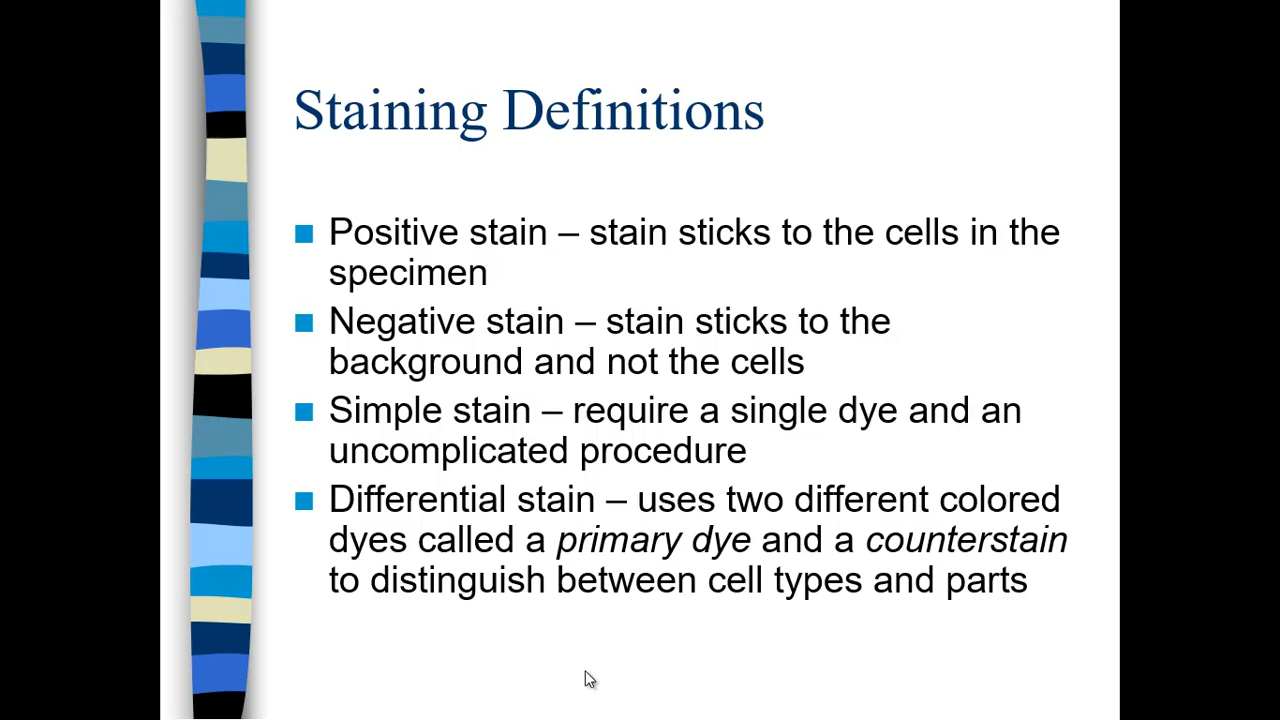 Staining Definitions
Positive stain – stain sticks to the cells in the
specimen
Negative stain – stain sticks to the
background and not the cells
Simple stain – require a single dye and an
uncomplicated procedure
Differential stain – uses two different colored
dyes called a primary dye and a counterstain
to distinguish between cell types and parts